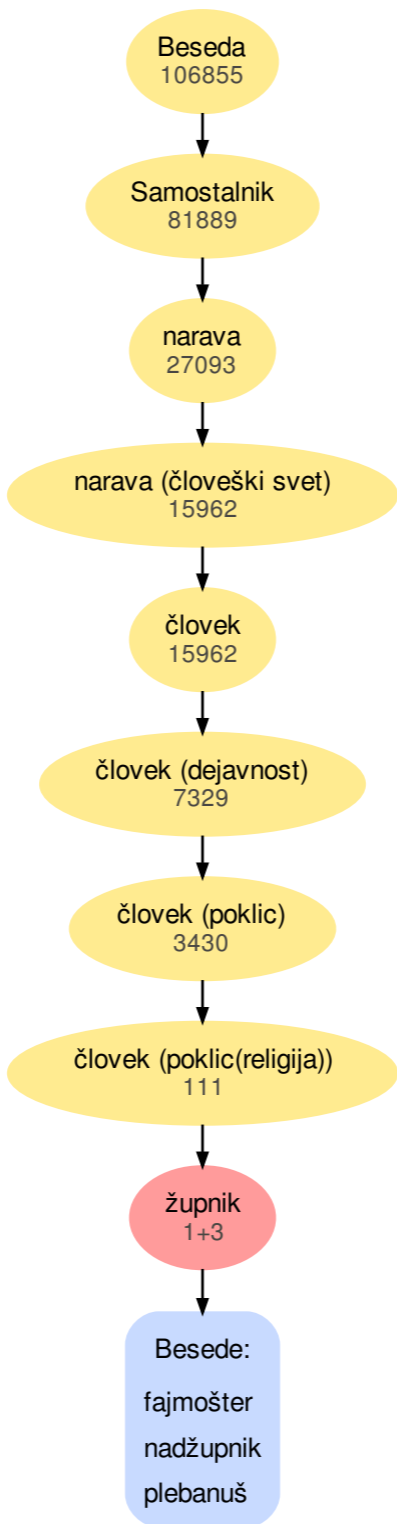 Beseda
106855
Samostalnik
81889
narava
27093
narava (človeški svet)
15962
človek
15962
človek (dejavnost)
7329
človek (poklic)
3430
človek (poklic(religija))
111
župnik
1+3
Besede:
fajmošter
nadžupnik
plebanuš